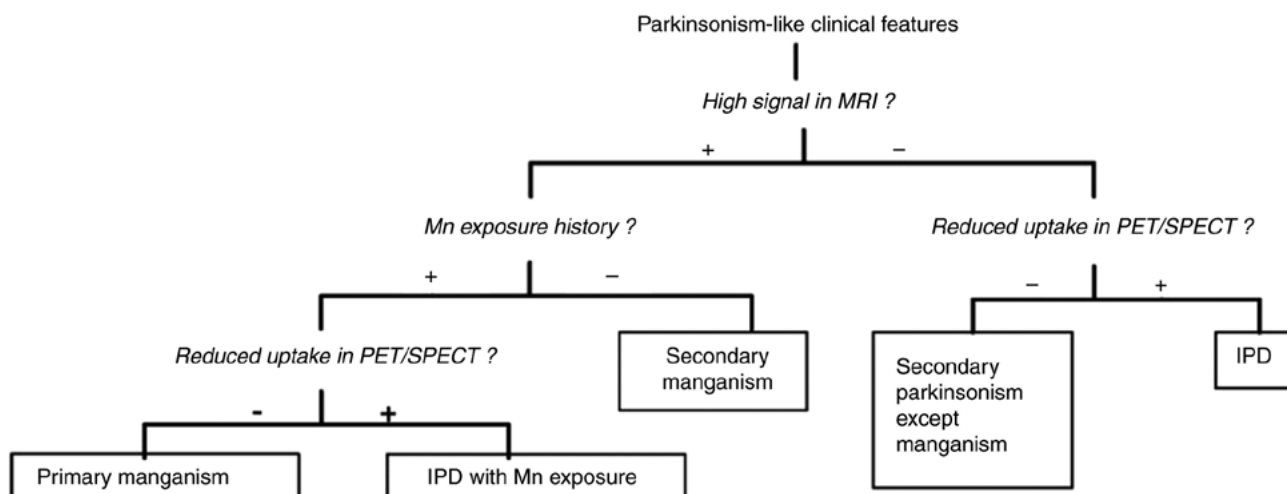 Parkinsonism-like clinical features
High signal in MRI ?
+ –
Mn exposure history ?
Reduced uptake in PET/SPECT ?
+ –
– +
Reduced uptake in PET/SPECT ?
Secondary
manganism
Secondary
parkinsonism
except
manganism
IPD
- +
Primary manganism
IPD with Mn exposure